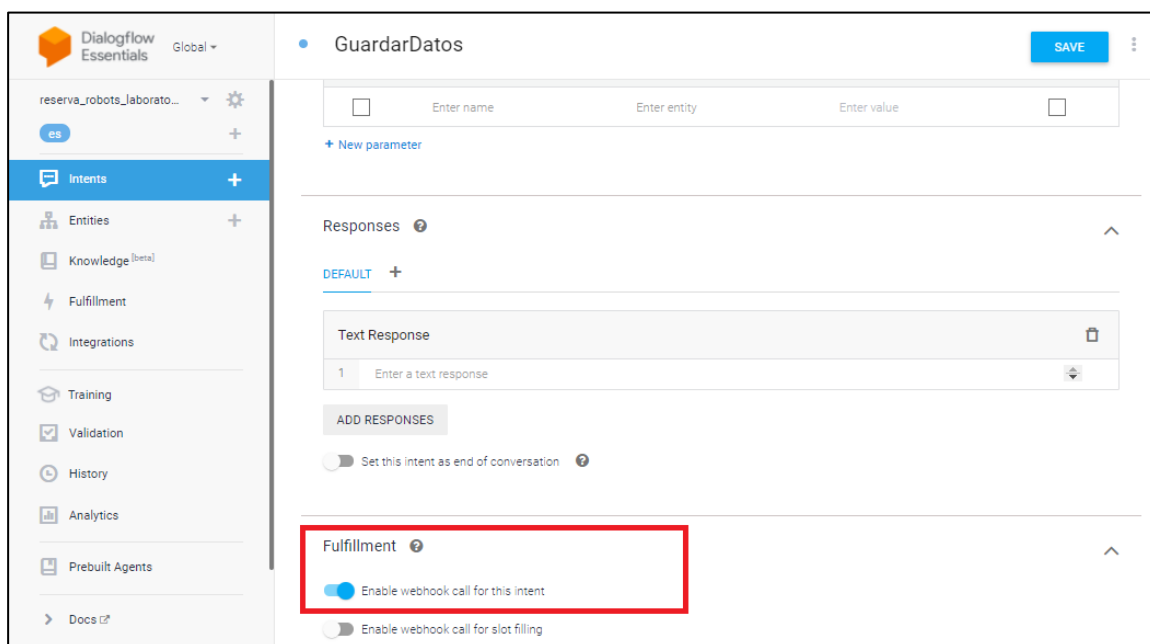 Dialogflow
Essentials
Global
GuardarDatos
SAVE
reserva_robots_laborato...
es
Intents
Entities
Knowledge [beta]
Fulfillment
Integrations
Training
Validation
History
Analytics
Prebuilt Agents
Docs
Enter name Enter entity Enter value
+ New parameter
Responses
DEFAULT +
Text Response
1 Enter a text response
ADD RESPONSES
Set this intent as end of conversation
Fulfillment
Enable webhook call for this intent
Enable webhook call for slot filling